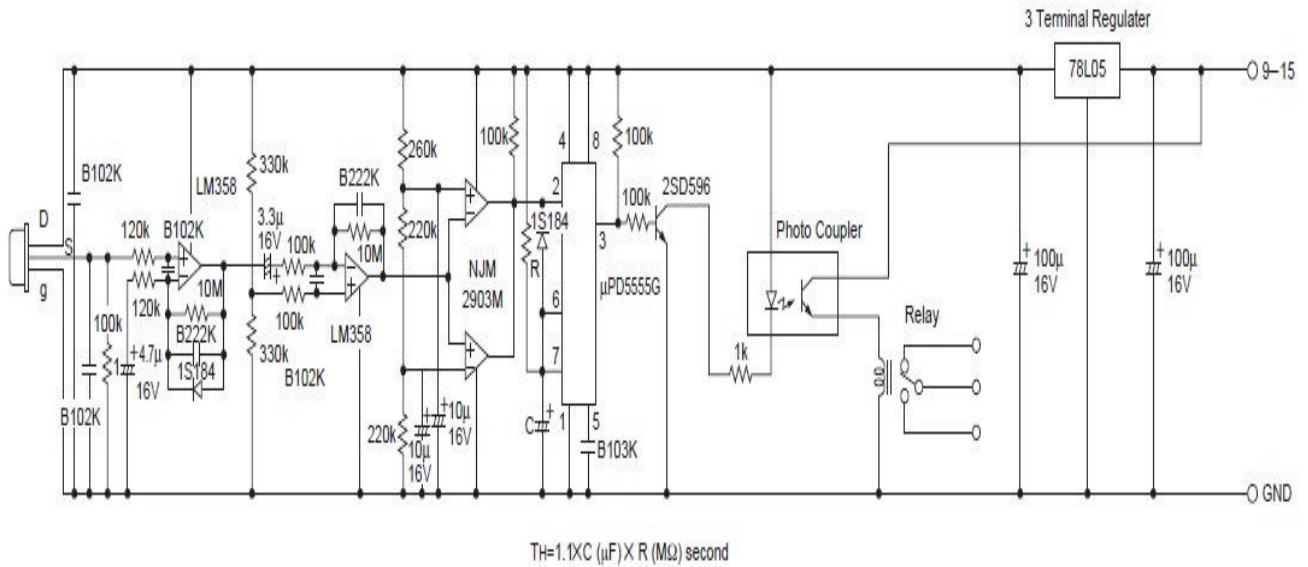 3 Terminal Regulater
78L05
9–15
B102K
LM358
330k
260k
100k
4
8
100k
D
S
g
120k
B102K
3.3µ
16V
+
100k
B222K
10M
220k
2
1S184
R
100k
2SD596
3
Photo Coupler
+
100µ
16V
+
100µ
16V
120k
10M
B222K
1S184
100k
1
+4.7µ
16V
B102K
330k
100k
LM358
B102K
NJM
2903M
6
7
µPD5555G
1k
Relay
220k
+
10µ
16V
+
10µ
16V
C
+
1
5
B103K
GND
TH=1.1XC (µF) X R (MΩ) second